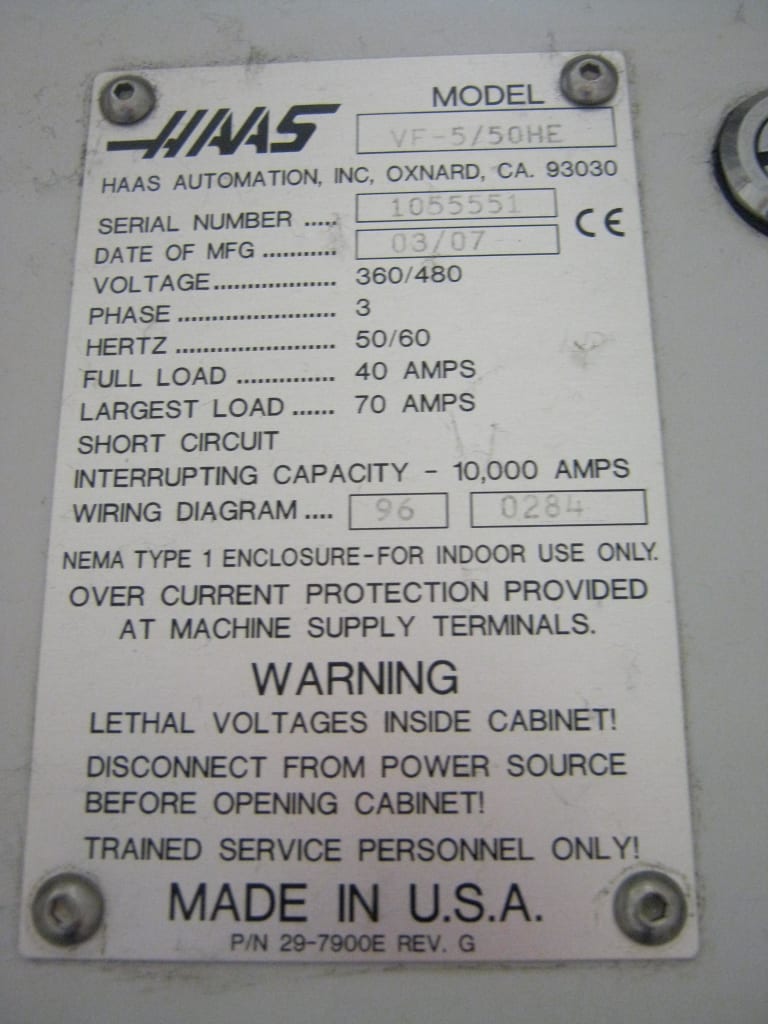 HAAS
MODEL
VF-5/50HE
HAAS AUTOMATION, INC, OXNARD, CA. 93030
SERIAL NUMBER ..... 1055551
CE
DATE OF MFG ........... 03/07
VOLTAGE.................. 360/480
PHASE ....................... 3
HERTZ ....................... 50/60
FULL LOAD .............. 40 AMPS
LARGEST LOAD ...... 70 AMPS
SHORT CIRCUIT
INTERRUPTING CAPACITY - 10,000 AMPS
WIRING DIAGRAM .... 96 0284
NEMA TYPE 1 ENCLOSURE-FOR INDOOR USE ONLY.
OVER CURRENT PROTECTION PROVIDED
AT MACHINE SUPPLY TERMINALS.
WARNING
LETHAL VOLTAGES INSIDE CABINET!
DISCONNECT FROM POWER SOURCE
BEFORE OPENING CABINET!
TRAINED SERVICE PERSONNEL ONLY!
MADE IN U.S.A.
P/N 29-7900E REV. G